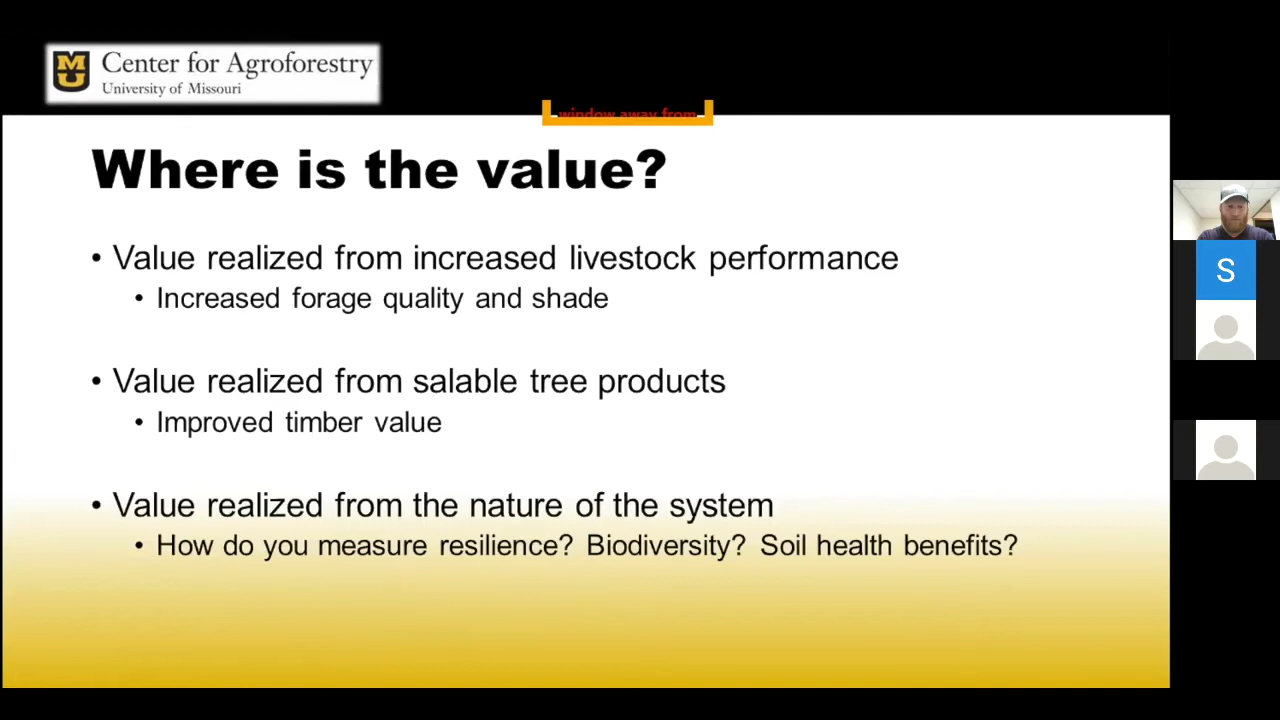 MU
Center for Agroforestry
University of Missouri
window away from
Where is the value?
• Value realized from increased livestock performance
• Increased forage quality and shade
• Value realized from salable tree products
• Improved timber value
• Value realized from the nature of the system
• How do you measure resilience? Biodiversity? Soil health benefits?
S